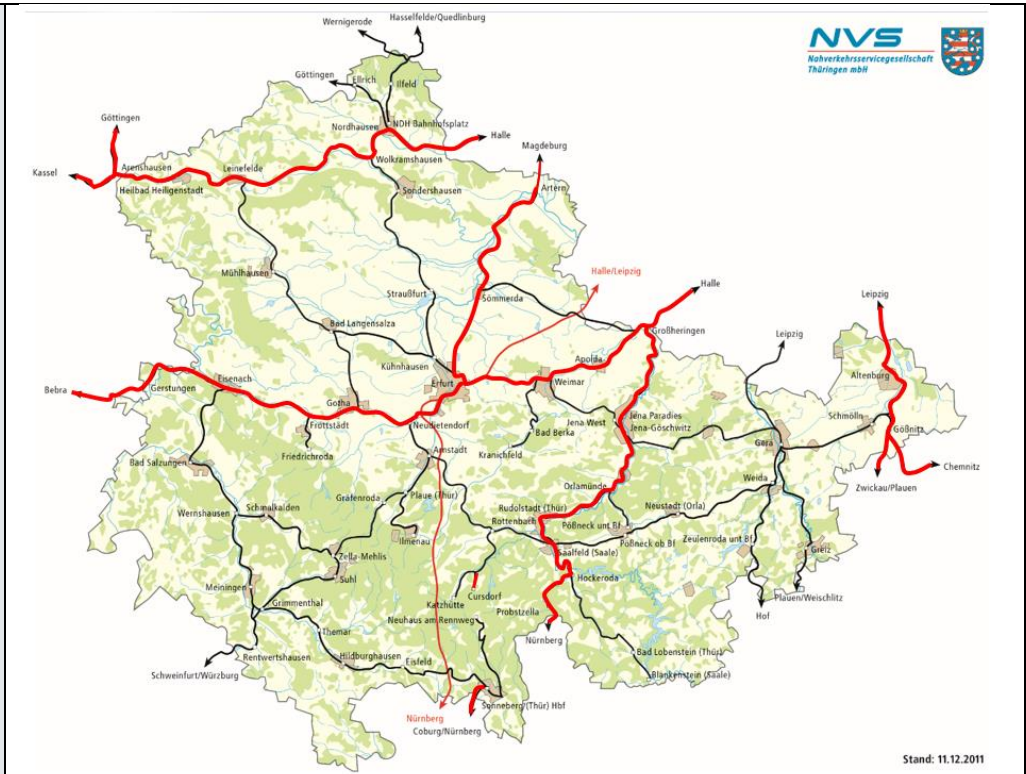 Hasselfelde/Quedlinburg
Wernigerode
NVS
Nahverkehrsservicegesellschaft
Thüringen mbH
Göttingen
Ellrich
Ilfeld
Göttingen
Nordhausen
NDH Bahnhofsplatz
Halle
Magdeburg
Wolkramshausen
Kassel
Arenshausen
Leinefelde
Heilbad Heiligenstadt
Sondershausen
Artern
Mühlhausen
Halle/Leipzig
Straußfurt
Sömmerda
Halle
Leipzig
Bad Langensalza
Großheringen
Leipzig
Kühnhausen
Apolda
Bebra
Gerstungen
Eisenach
Erfurt
Weimar
Altenburg
Gotha
Fröttstädt
Neudietendorf
Jena West
Jena Paradies
Jena-Göschwitz
Schmölln
Gößnitz
Bad Berka
Gera
Friedrichroda
Arnstadt
Kranichfeld
Bad Salzungen
Chemnitz
Zwickau/Plauen
Weida
Orlamünde
Gräfenroda
Plaue (Thür)
Rudolstadt (Thür)
Neustadt (Orla)
Wernshausen
Schmalkalden
Rottenbach
Pößneck unt Bf
Ilmenau
Pößneck ob Bf
Zeulenroda unt Bf
Zella-Mehlis
Saalfeld (Saale)
Greiz
Suhl
Hockeroda
Meiningen
Cursdorf
Katzhütte
Plauen/Weischlitz
Grimmenthal
Probstzella
Neuhaus am Rennweg
Hof
Themar
Nürnberg
Bad Lobenstein (Thür)
Rentwertshausen
Hildburghausen
Eisfeld
Schweinfurt/Würzburg
Blankenstein (Saale)
Sonneberg (Thür) Hbf
Nürnberg
Coburg/Nürnberg
Stand: 11.12.2011